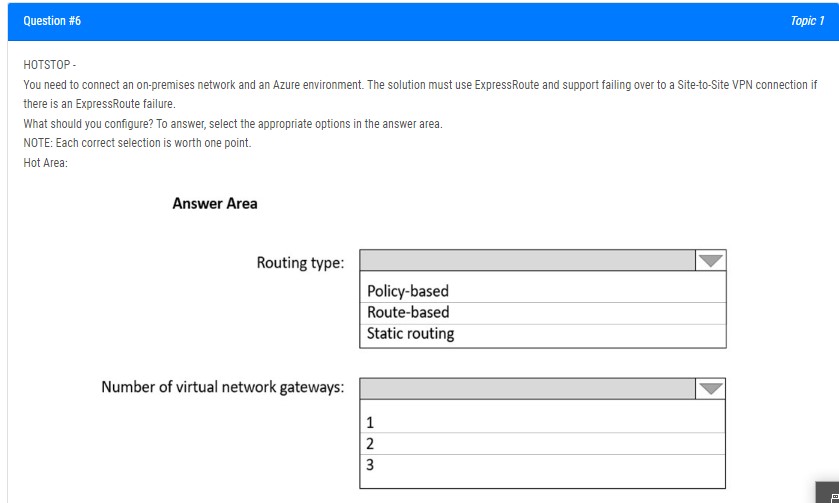 Question #6
Topic 1
HOTSTOP -
You need to connect an on-premises network and an Azure environment. The solution must use ExpressRoute and support failing over to a Site-to-Site VPN connection if
there is an ExpressRoute failure.
What should you configure? To answer, select the appropriate options in the answer area.
NOTE: Each correct selection is worth one point.
Hot Area:
Answer Area
Routing type:
Policy-based
Route-based
Static routing
Number of virtual network gateways:
1
2
3